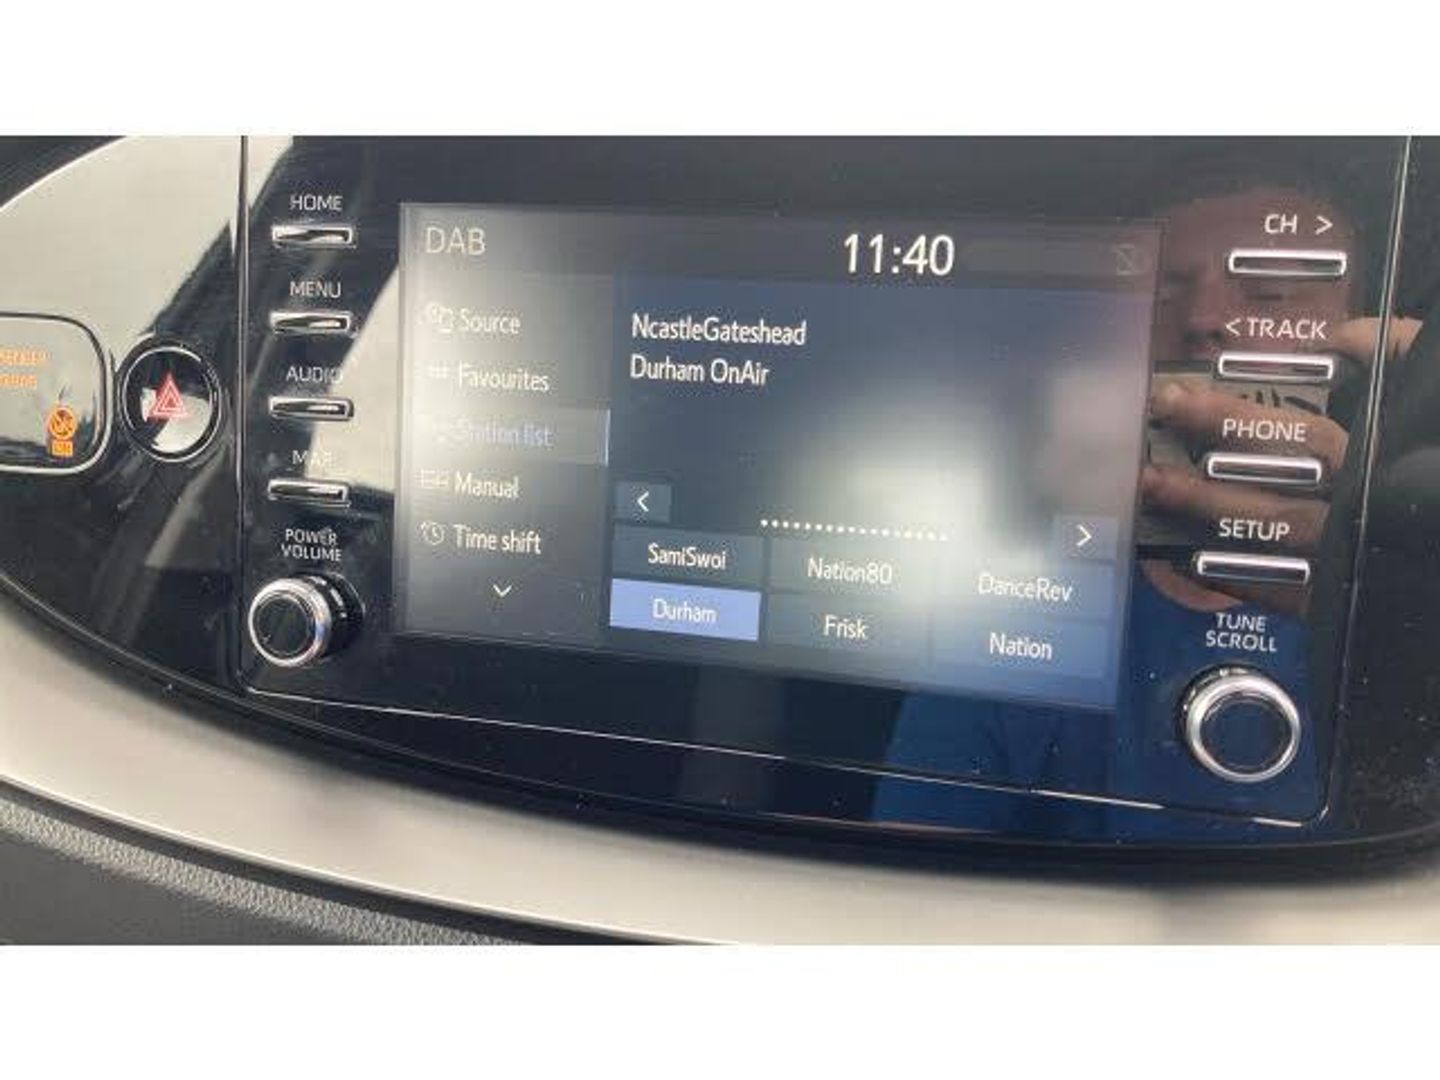 HOME
MENU
AUDIO
MAP
POWER
VOLUME
DAB
11:40
Source
Favourites
Station list
Manual
Time shift
NcastleGateshead
Durham OnAir
<
>
SamiSwoi
Nation80
DanceRev
Durham
Frisk
Nation
CH >
< TRACK
PHONE
SETUP
TUNE
SCROLL